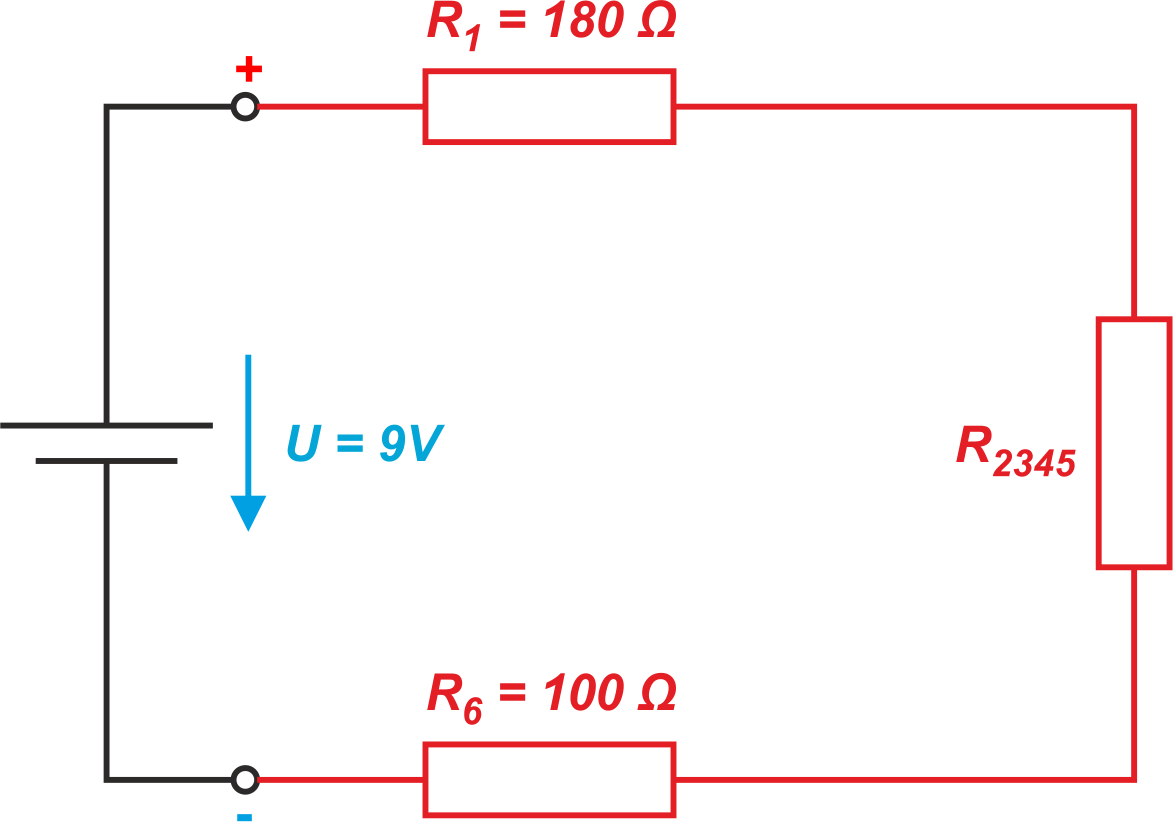 R1 = 180 Ω
+
U = 9V
R2345
R6 = 100 Ω
-